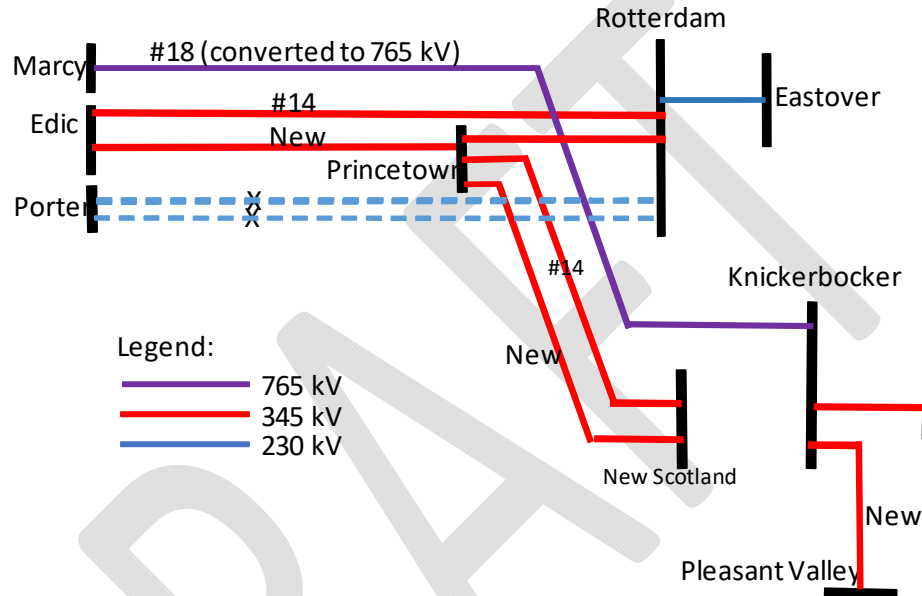 Rotterdam
Marcy
#18 (converted to 765 kV)
Eastover
#14
Edic
New
Princetown
Porter
X
X
#14
Knickerbocker
Legend:
New
765 kV
345 kV
230 kV
New Scotland
New
Pleasant Valley
DRAFT